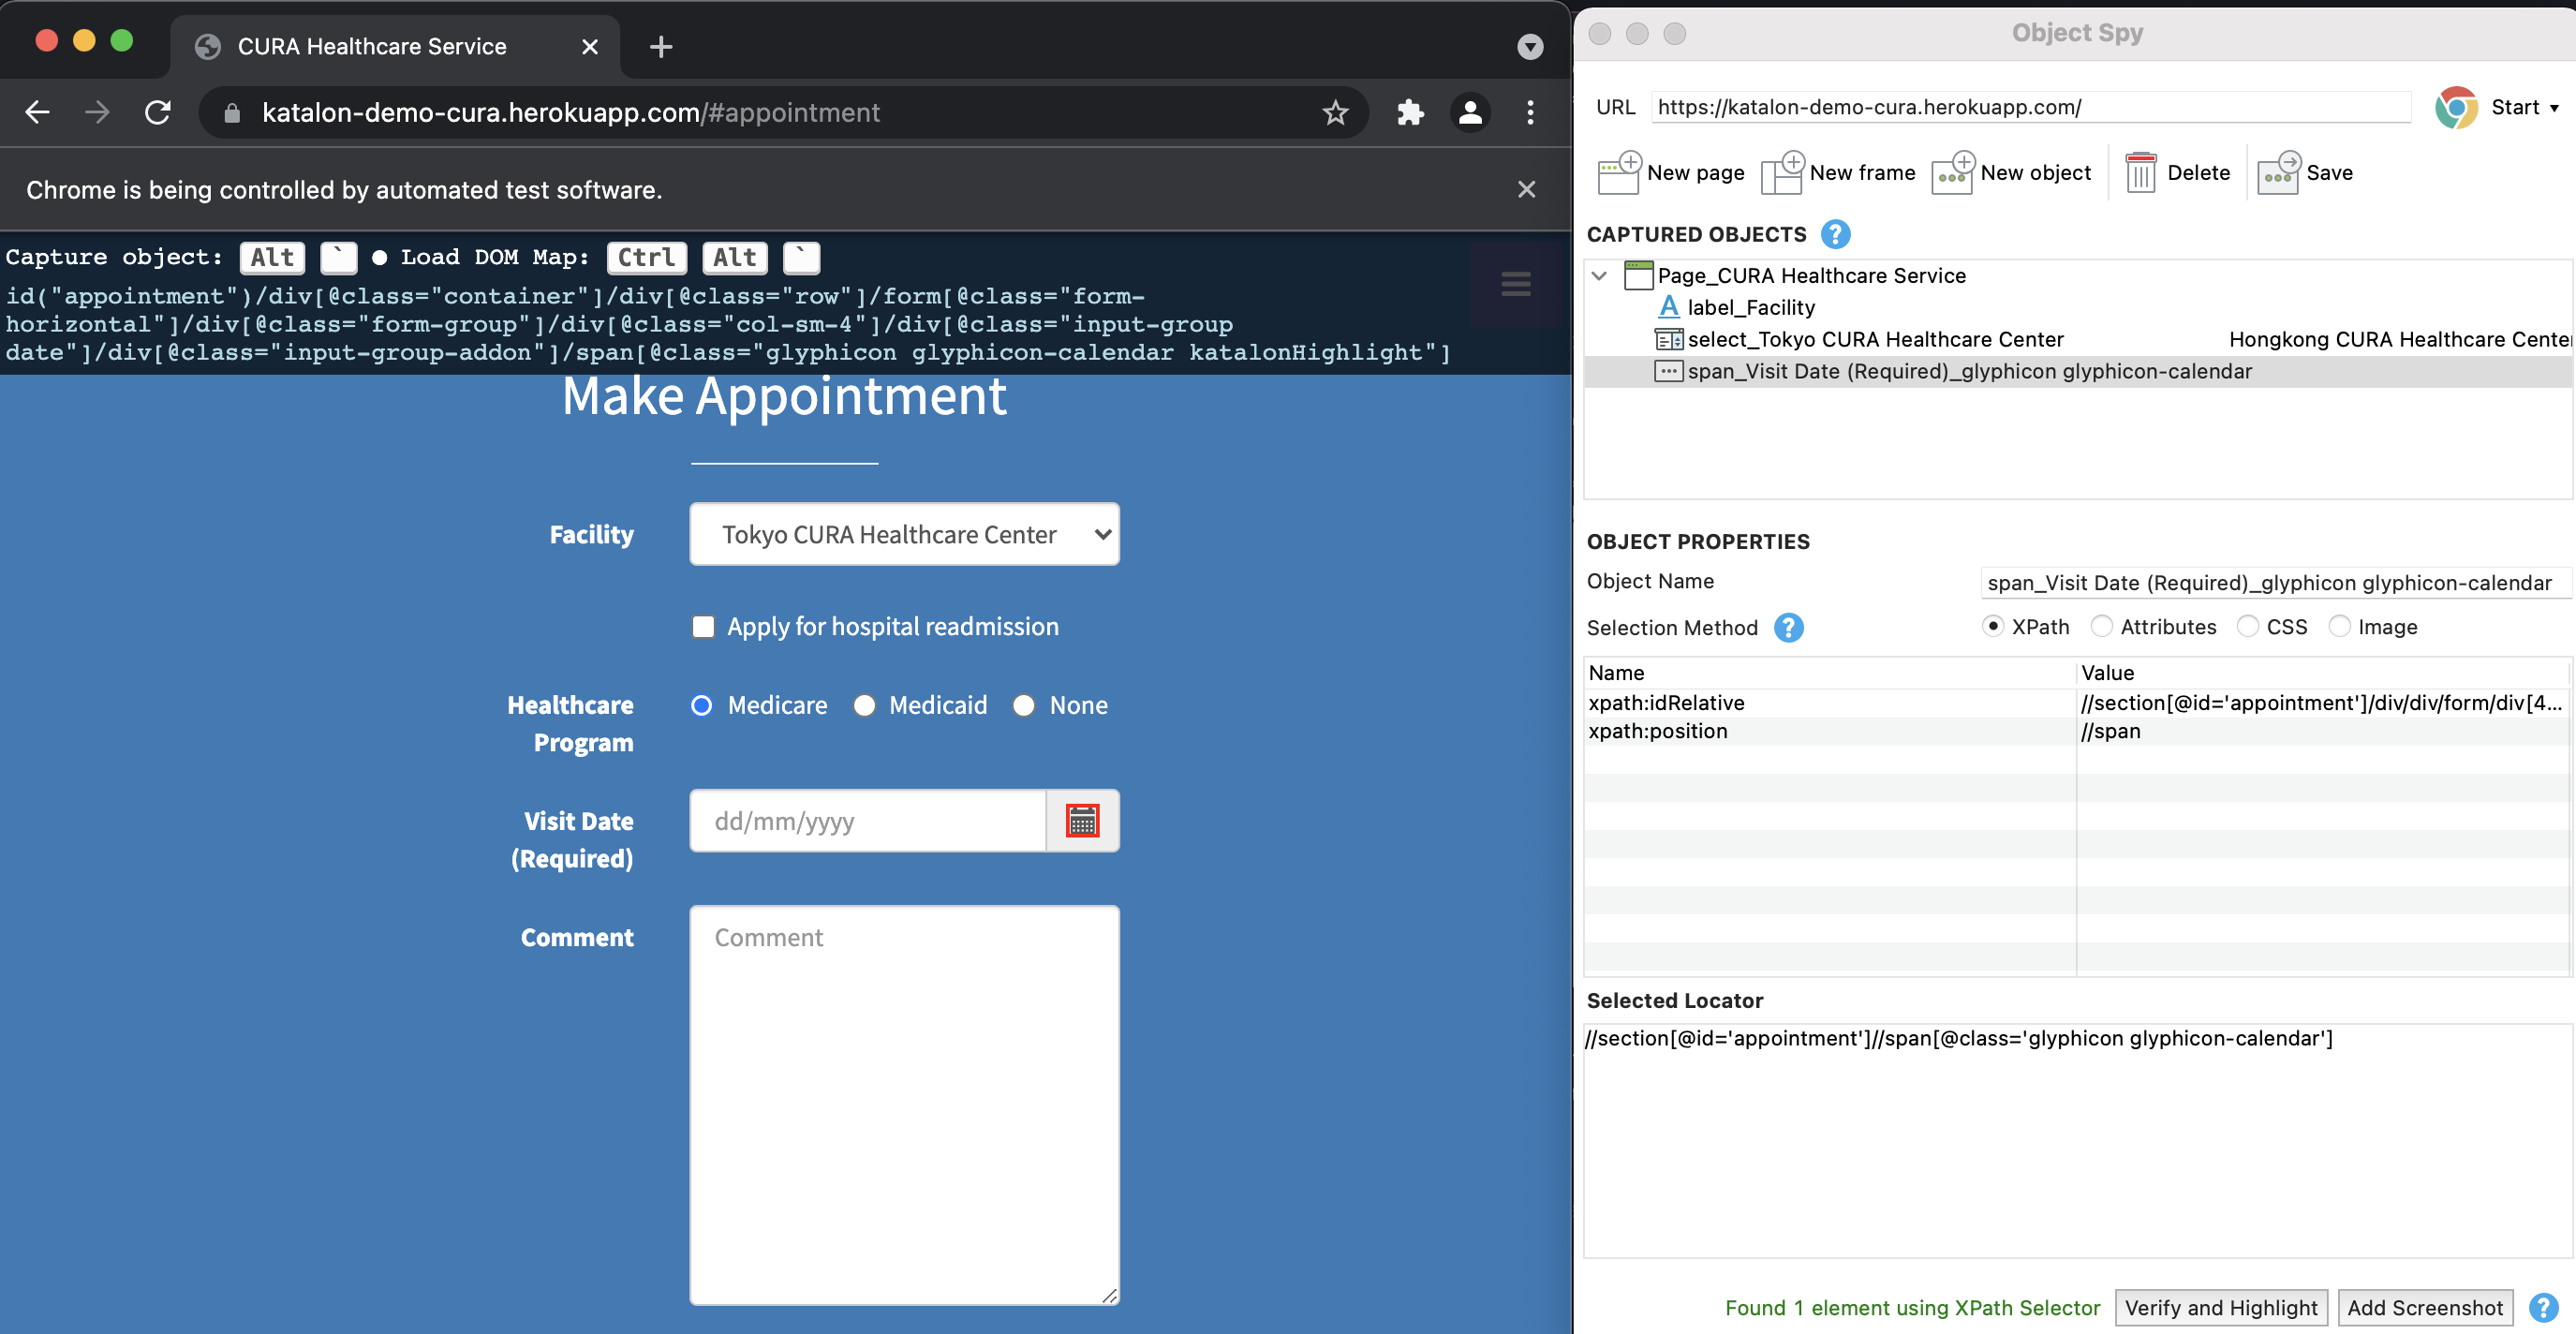 CURA Healthcare Service
katalon-demo-cura.herokuapp.com/#appointment
Chrome is being controlled by automated test software.
Capture object: Alt ` ● Load DOM Map: Ctrl Alt `
id("appointment")/div[@class="container"]/div[@class="row"]/form[@class="form-
horizontal"]/div[@class="form-group"]/div[@class="col-sm-4"]/div[@class="input-group
date"]/div[@class="input-group-addon"]/span[@class="glyphicon glyphicon-calendar katalonHighlight"]
Make Appointment
Facility
Tokyo CURA Healthcare Center
Apply for hospital readmission
Healthcare
Program
Medicare Medicaid None
Visit Date
(Required)
dd/mm/yyyy
Comment
Comment
Object Spy
URL https://katalon-demo-cura.herokuapp.com/ Start
New page New frame New object Delete Save
CAPTURED OBJECTS ?
Page_CURA Healthcare Service
label_Facility
select_Tokyo CURA Healthcare Center Hongkong CURA Healthcare Center
span_Visit Date (Required)_glyphicon glyphicon-calendar
OBJECT PROPERTIES
Object Name span_Visit Date (Required)_glyphicon glyphicon-calendar
Selection Method ? XPath Attributes CSS Image
Name Value
xpath:idRelative //section[@id='appointment']/div/div/form/div[4...
xpath:position //span
Selected Locator
//section[@id='appointment']//span[@class='glyphicon glyphicon-calendar']
Found 1 element using XPath Selector Verify and Highlight Add Screenshot ?